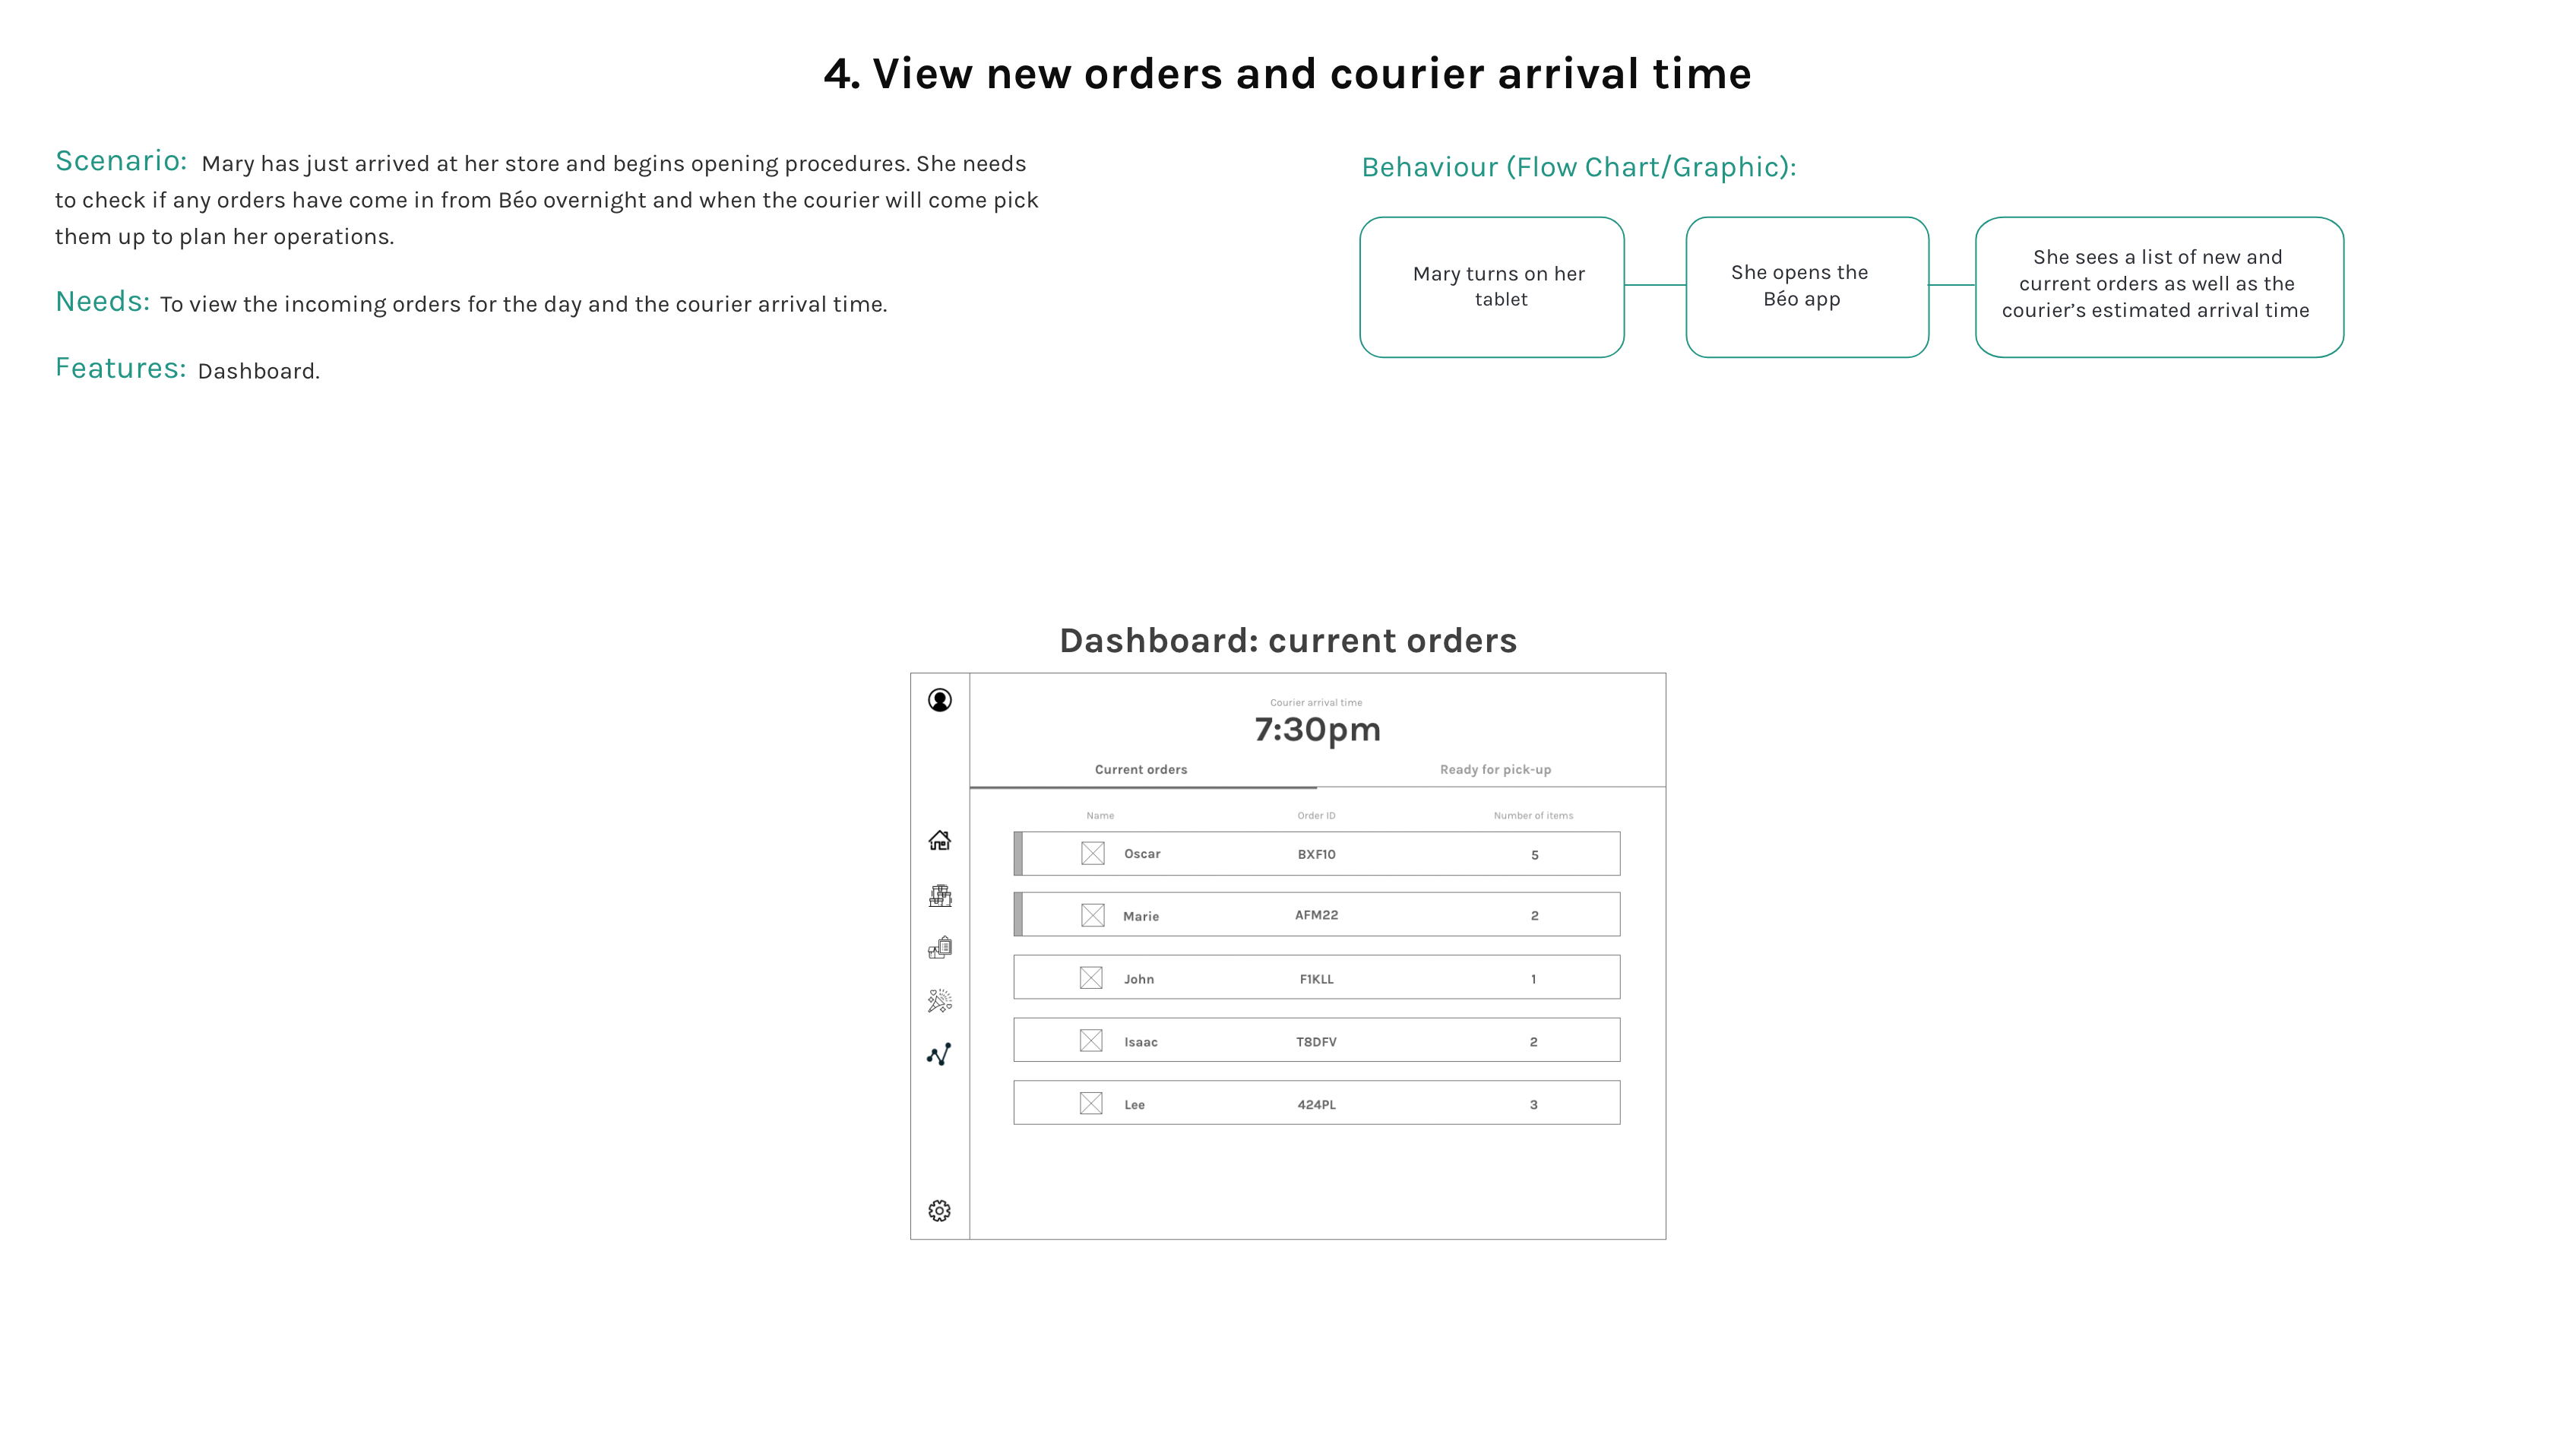 4. View new orders and courier arrival time
Scenario: Mary has just arrived at her store and begins opening procedures. She needs
to check if any orders have come in from Béo overnight and when the courier will come pick
them up to plan her operations.
Needs: To view the incoming orders for the day and the courier arrival time.
Features: Dashboard.
Behaviour (Flow Chart/Graphic):
Mary turns on her
tablet
She opens the
Béo app
She sees a list of new and
current orders as well as the
courier’s estimated arrival time
Dashboard: current orders
Courier arrival time
7:30pm
Current orders Ready for pick-up
Name Order ID Number of items
Oscar BXF10 5
Marie AFM22 2
John F1KLL 1
Isaac T8DFV 2
Lee 424PL 3